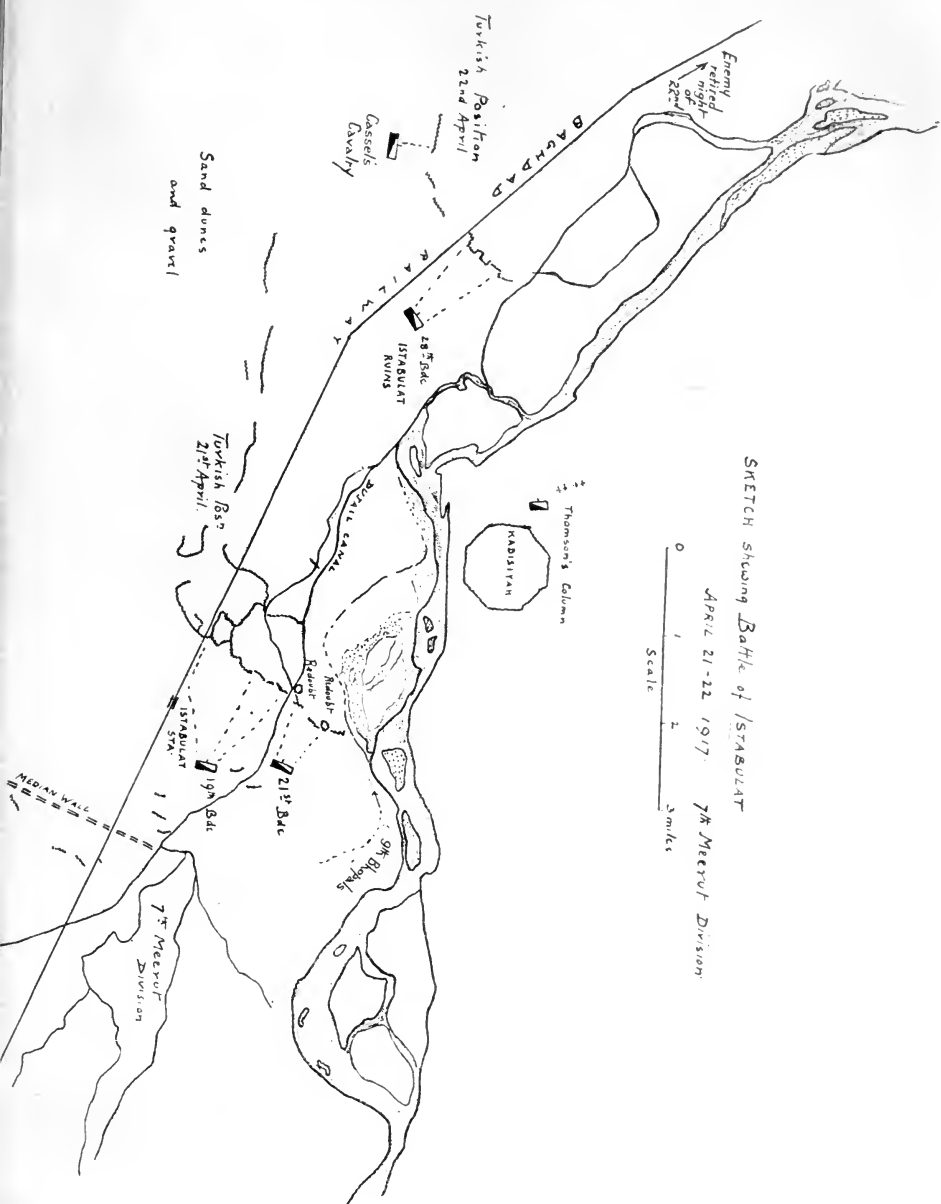 SKETCH showing Battle of ISTABULAT
APRIL 21-22 1917. 7th Meerut Division.
0 1 2 3 miles
Scale
Thomson's Column
KADISIYAH
Enemy
retired
night
of
22nd
BAGHDAD
RAILWAY
Turkish Position
22nd April
Cassels
Cavalry
28th Bde
ISTABULAT
RUINS
Sand dunes
and gravel
DUJAIL CANAL
Turkish Posn
21st April.
Redoubt
Redoubt
21st Bde
19th Bde
9th Bhopals
ISTABULAT
STA.
MEDIAN WALL
7th Meerut
Division